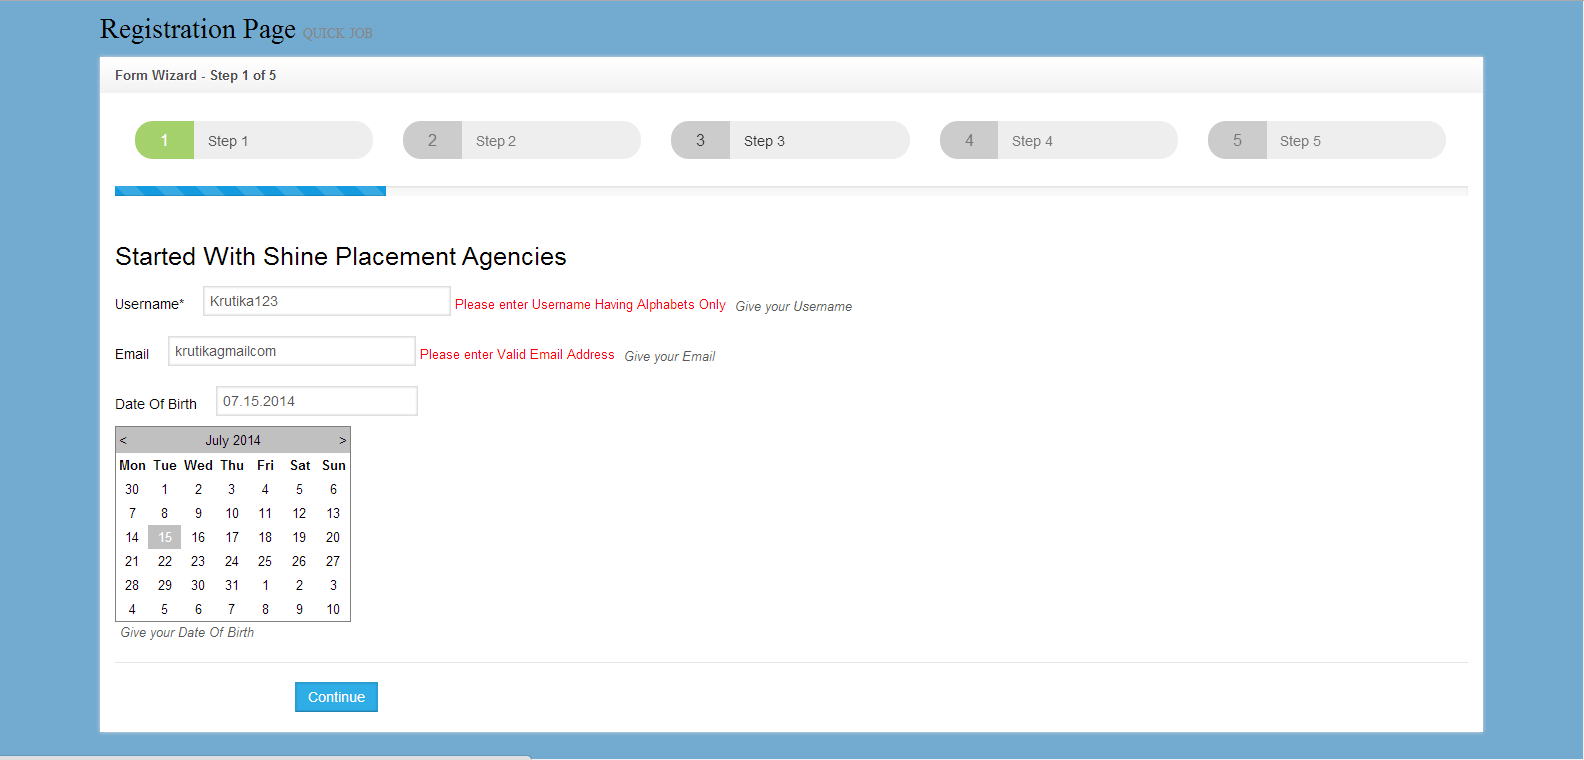 Registration Page QUICK JOB
Form Wizard - Step 1 of 5
1 Step 1 2 Step 2 3 Step 3 4 Step 4 5 Step 5
Started With Shine Placement Agencies
Username* Krutika123 Please enter Username Having Alphabets Only Give your Username
Email krutikagmailcom Please enter Valid Email Address Give your Email
Date Of Birth 07.15.2014
< July 2014 >
Mon Tue Wed Thu Fri Sat Sun
30 1 2 3 4 5 6
7 8 9 10 11 12 13
14 15 16 17 18 19 20
21 22 23 24 25 26 27
28 29 30 31 1 2 3
4 5 6 7 8 9 10
Give your Date Of Birth
Continue